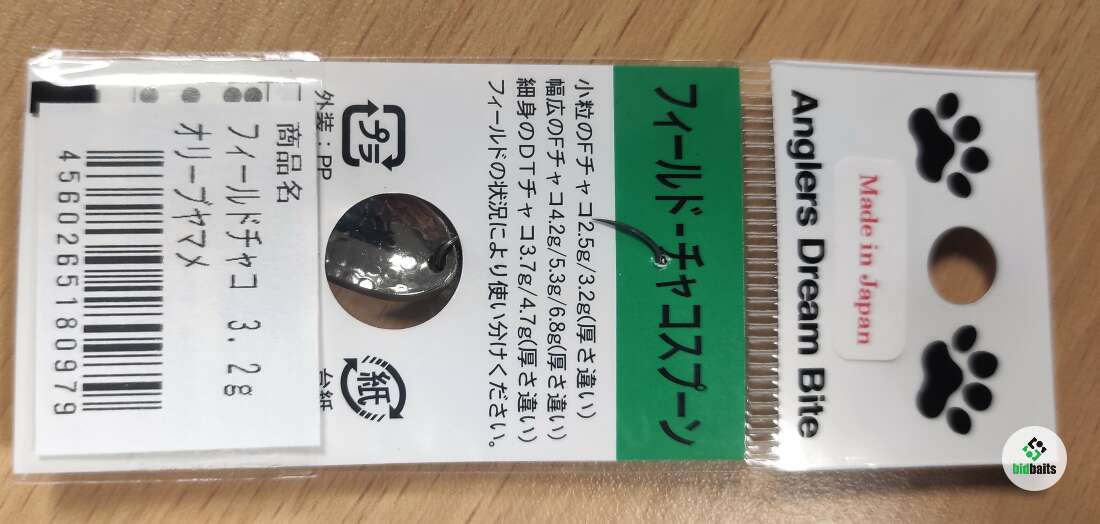 Anglers Dream Bite
Made in Japan
フィールド-チャコスプーン
小粒のFチャコ2.5g/3.2g(厚さ違い)
幅広のFチャコ4.2g/5.3g/6.8g(厚さ違い)
細身のDTチャコ3.7g/4.7g(厚さ違い)
フィールドの状況により使い分けください。
プラ
紙
外装：PP
台紙
商品名
フィールドチャコ 3.2g
オリーブヤマメ
4560265180979
bidbaits